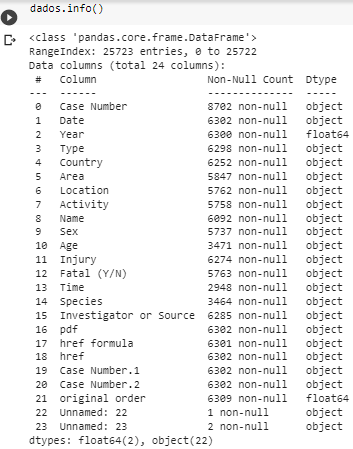 dados.info()
<class 'pandas.core.frame.DataFrame'>
RangeIndex: 25723 entries, 0 to 25722
Data columns (total 24 columns):
 #   Column                  Non-Null Count  Dtype
---  ------                  --------------  -----
 0   Case Number             8702 non-null   object
 1   Date                    6302 non-null   object
 2   Year                    6300 non-null   float64
 3   Type                    6298 non-null   object
 4   Country                 6252 non-null   object
 5   Area                    5847 non-null   object
 6   Location                5762 non-null   object
 7   Activity                5758 non-null   object
 8   Name                    6092 non-null   object
 9   Sex                     5737 non-null   object
 10  Age                     3471 non-null   object
 11  Injury                  6274 non-null   object
 12  Fatal (Y/N)             5763 non-null   object
 13  Time                    2948 non-null   object
 14  Species                 3464 non-null   object
 15  Investigator or Source  6285 non-null   object
 16  pdf                     6302 non-null   object
 17  href formula            6301 non-null   object
 18  href                    6302 non-null   object
 19  Case Number.1           6302 non-null   object
 20  Case Number.2           6302 non-null   object
 21  original order          6309 non-null   float64
 22  Unnamed: 22             1 non-null      object
 23  Unnamed: 23             2 non-null      object
dtypes: float64(2), object(22)